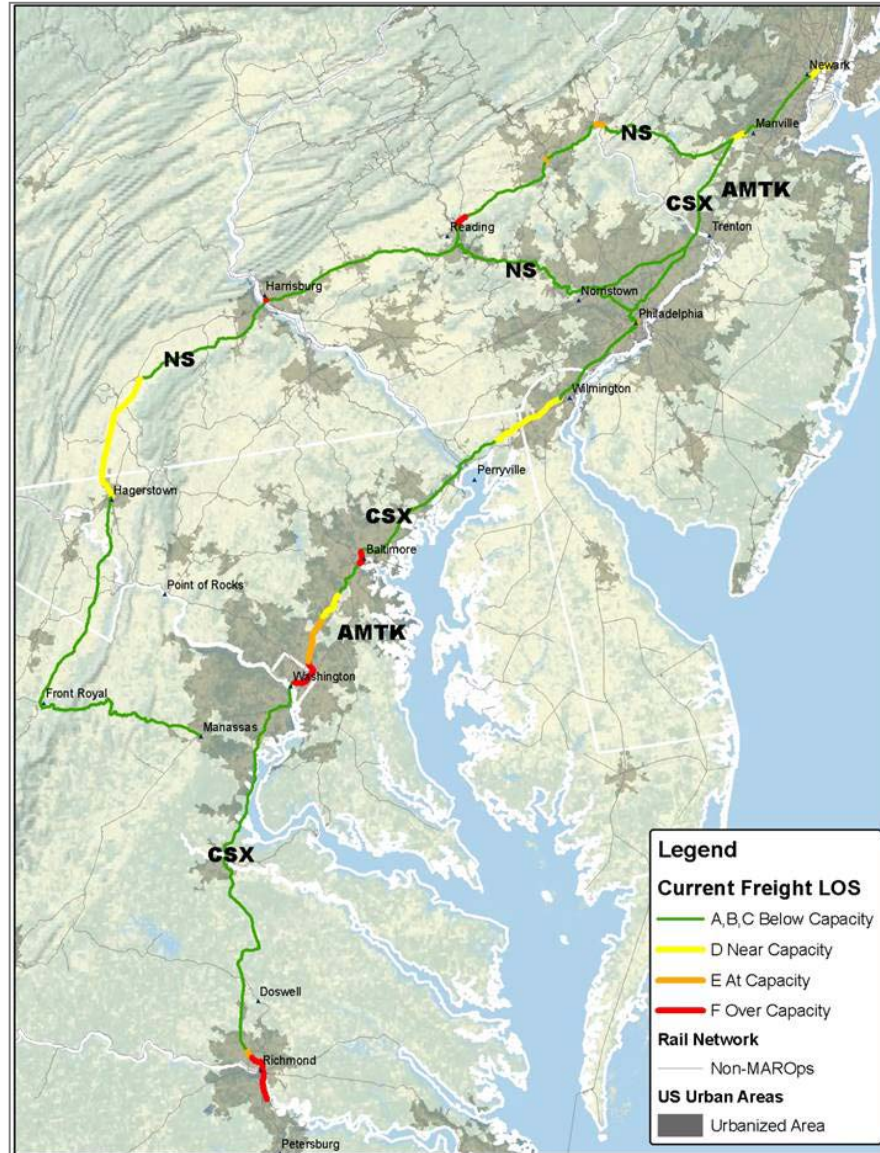 Newark
NS
Manville
AMTK
CSX
Trenton
Reading
NS
Harrisburg
Norristown
Philadelphia
NS
Wilmington
Perryville
Hagerstown
CSX
Baltimore
Point of Rocks
AMTK
Washington
Front Royal
Manassas
CSX
Doswell
Richmond
Petersburg
Legend
Current Freight LOS
A,B,C Below Capacity
D Near Capacity
E At Capacity
F Over Capacity
Rail Network
Non-MAROps
US Urban Areas
Urbanized Area